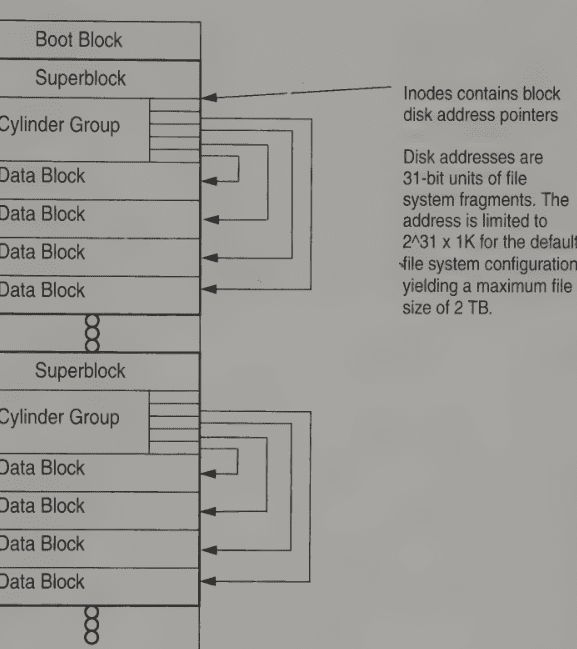 Boot Block
Superblock
Cylinder Group
Data Block
Data Block
Data Block
Data Block
Superblock
Cylinder Group
Data Block
Data Block
Data Block
Data Block
Inodes contains block
disk address pointers
Disk addresses are
31-bit units of file
system fragments. The
address is limited to
2^31 x 1K for the default
file system configuration
yielding a maximum file
size of 2 TB.